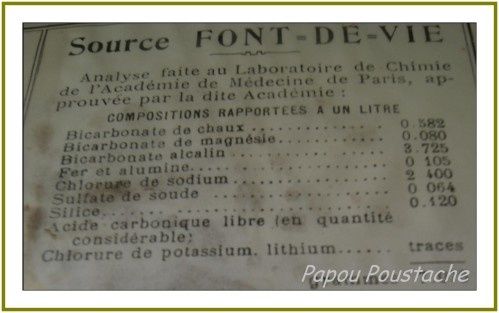 Source FONT=DE=VIE
Analyse faite au Laboratoire de Chimie
de l'Académie de Médecine de Paris, ap-
prouvée par la dite Académie :
COMPOSITIONS RAPPORTÉES A UN LITRE
Bicarbonate de chaux............... 0.382
Bicarbonate de magnésie........... 0.080
Bicarbonate alcalin.................. 3.725
Fer et alumine....................... 0 105
Chlorure de sodium................. 2 400
Sulfate de soude .................... 0 064
Silice................................. 0.120
Acide carbonique libre (en quantité
considérable)
Chlorure de potassium. lithium...... traces
Papou Poustache